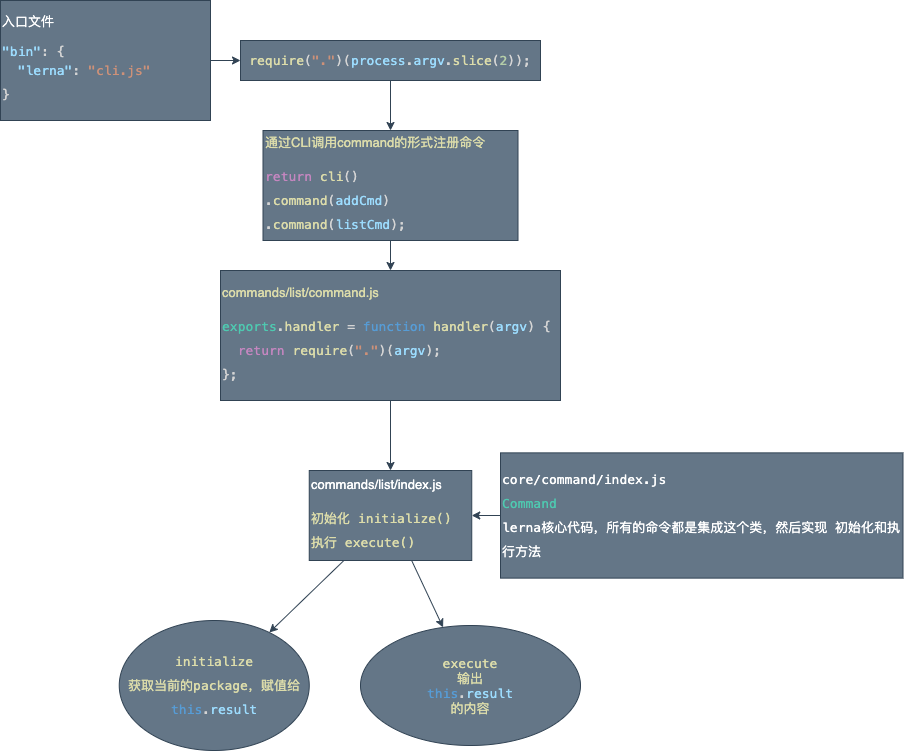 入口文件
"bin": {
"lerna": "cli.js"
}
require(".")(process.argv.slice(2));
通过CLI调用command的形式注册命令
return cli()
.command(addCmd)
.command(listCmd);
commands/list/command.js
exports.handler = function handler(argv) {
return require(".")(argv);
};
commands/list/index.js
初始化 initialize()
执行 execute()
core/command/index.js
Command
lerna核心代码，所有的命令都是集成这个类，然后实现 初始化和执
行方法
initialize
获取当前的package，赋值给
this.result
execute
输出
this.result
的内容